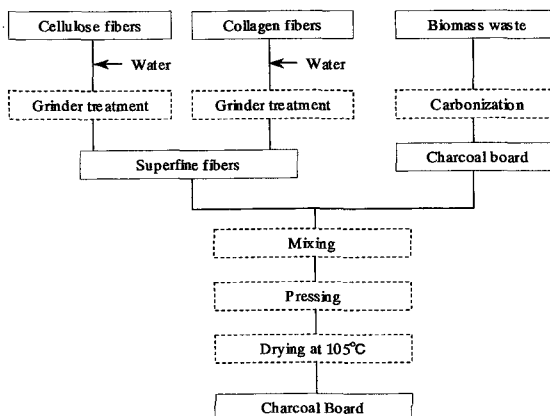 Cellulose fibers
Collagen fibers
Biomass waste
Water
Water
Grinder treatment
Grinder treatment
Carbonization
Superfine fibers
Charcoal board
Mixing
Pressing
Drying at 105℃
Charcoal Board